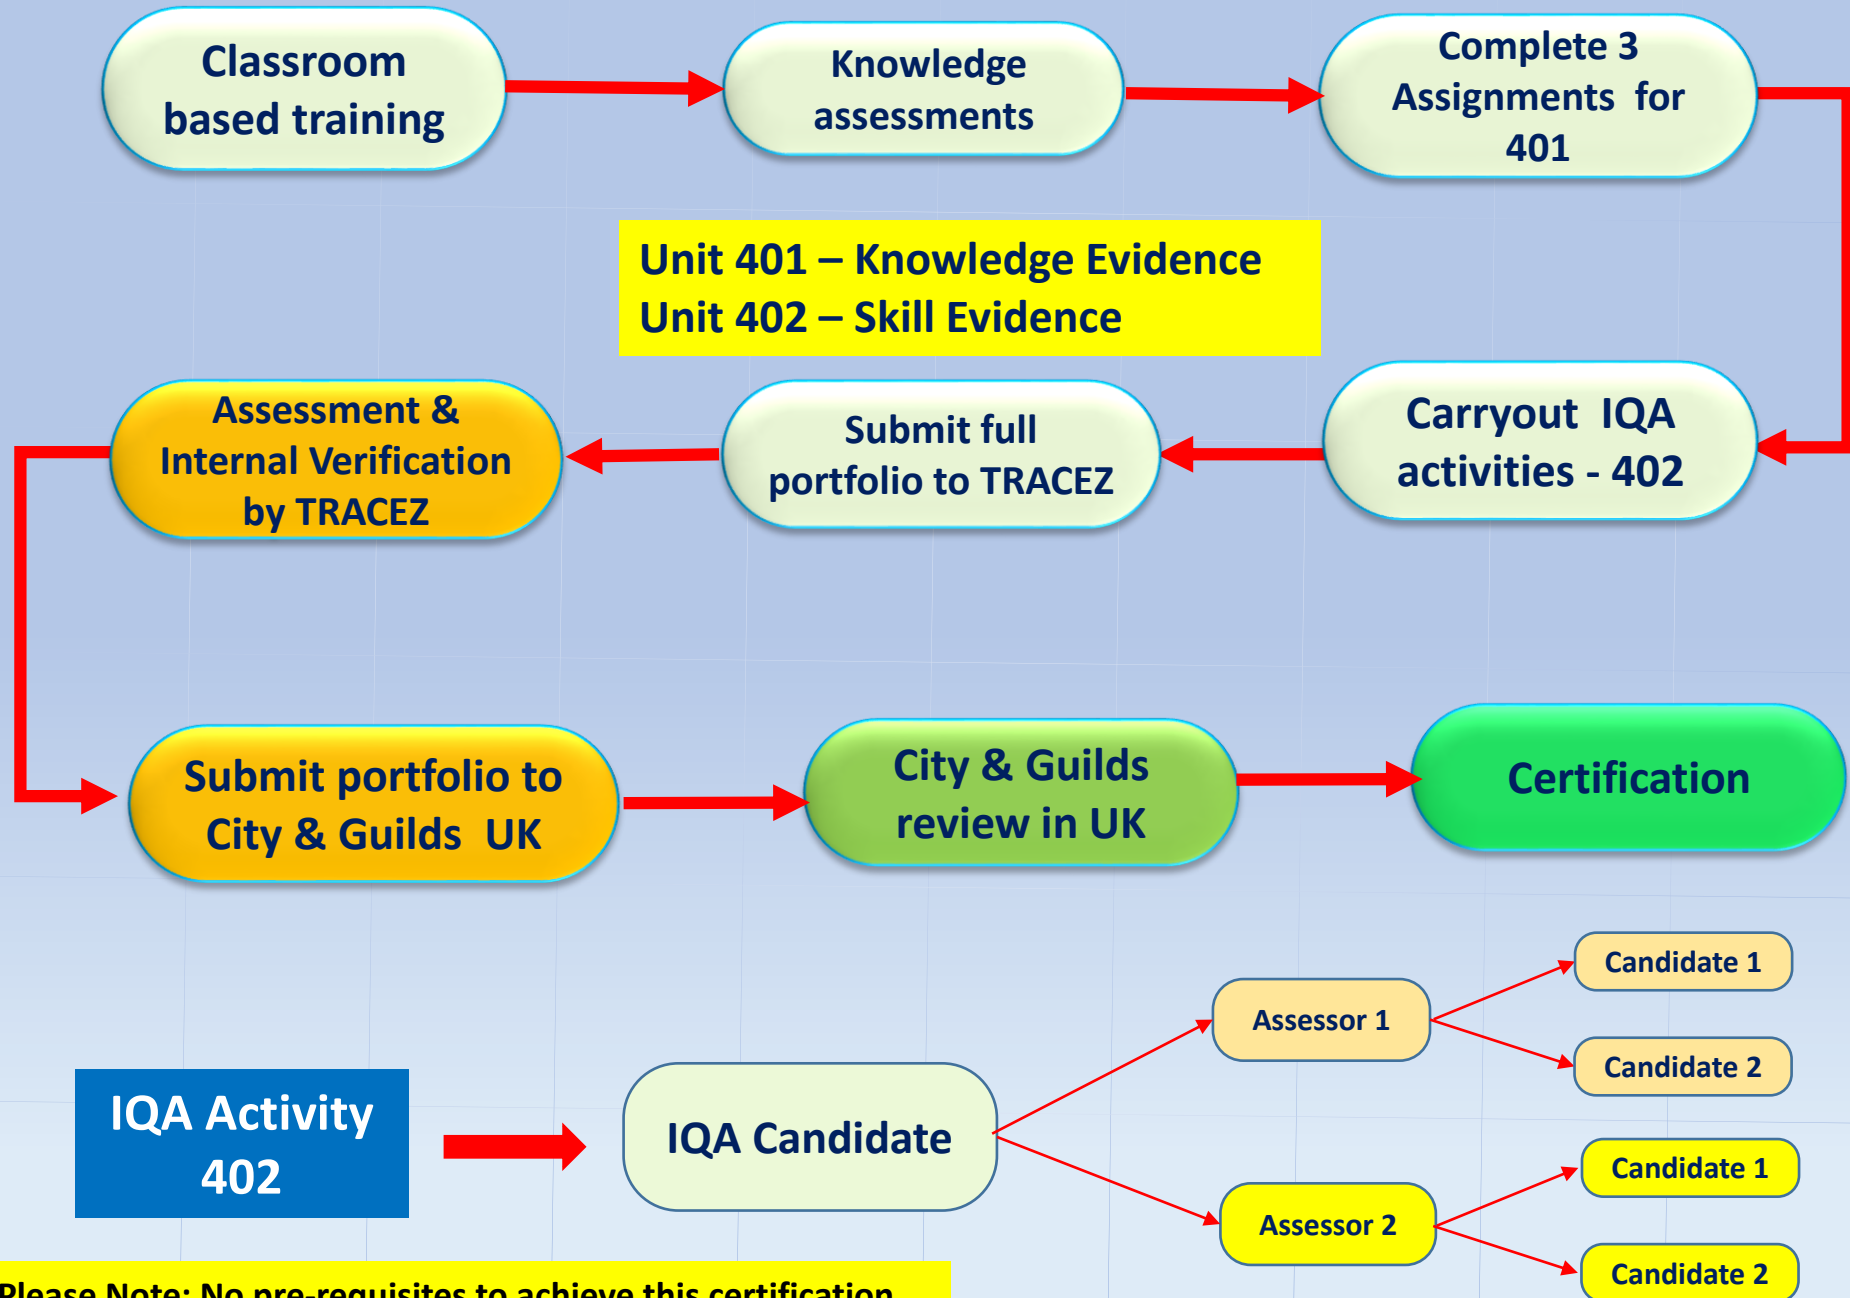 Classroom
based training
Knowledge
assessments
Complete 3
Assignments for
401
Unit 401 – Knowledge Evidence
Unit 402 – Skill Evidence
Assessment &
Internal Verification
by TRACEZ
Submit full
portfolio to TRACEZ
Carryout IQA
activities - 402
Submit portfolio to
City & Guilds UK
City & Guilds
review in UK
Certification
IQA Activity
402
IQA Candidate
Assessor 1
Candidate 1
Candidate 2
Assessor 2
Candidate 1
Candidate 2
Please Note: No pre-requisites to achieve this certification